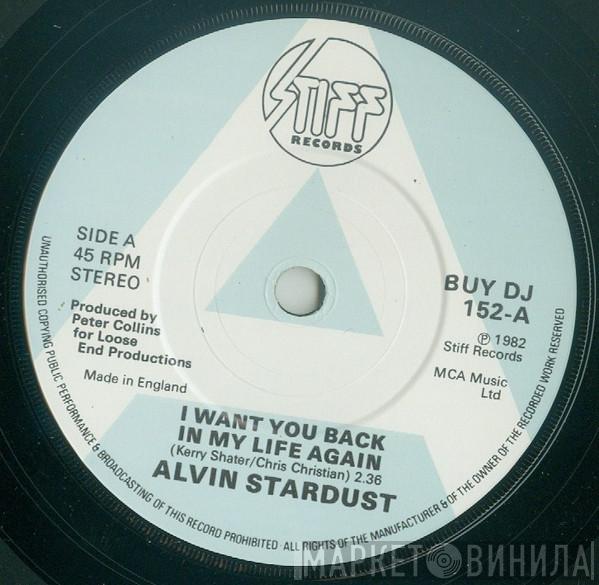 STIFF
RECORDS
SIDE A
45 RPM
STEREO
BUY DJ
152-A
Ⓟ 1982
Stiff Records
MCA Music
Ltd
Produced by
Peter Collins
for Loose
End Productions
Made in England
I WANT YOU BACK
IN MY LIFE AGAIN
(Kerry Shater/Chris Christian) 2.36
ALVIN STARDUST
UNAUTHORISED COPYING PUBLIC PERFORMANCE & BROADCASTING OF THIS RECORD PROHIBITED · ALL RIGHTS OF THE MANUFACTURER & OF THE OWNER OF THE RECORDED WORK RESERVED
МАРКЕТ ВИНИЛА